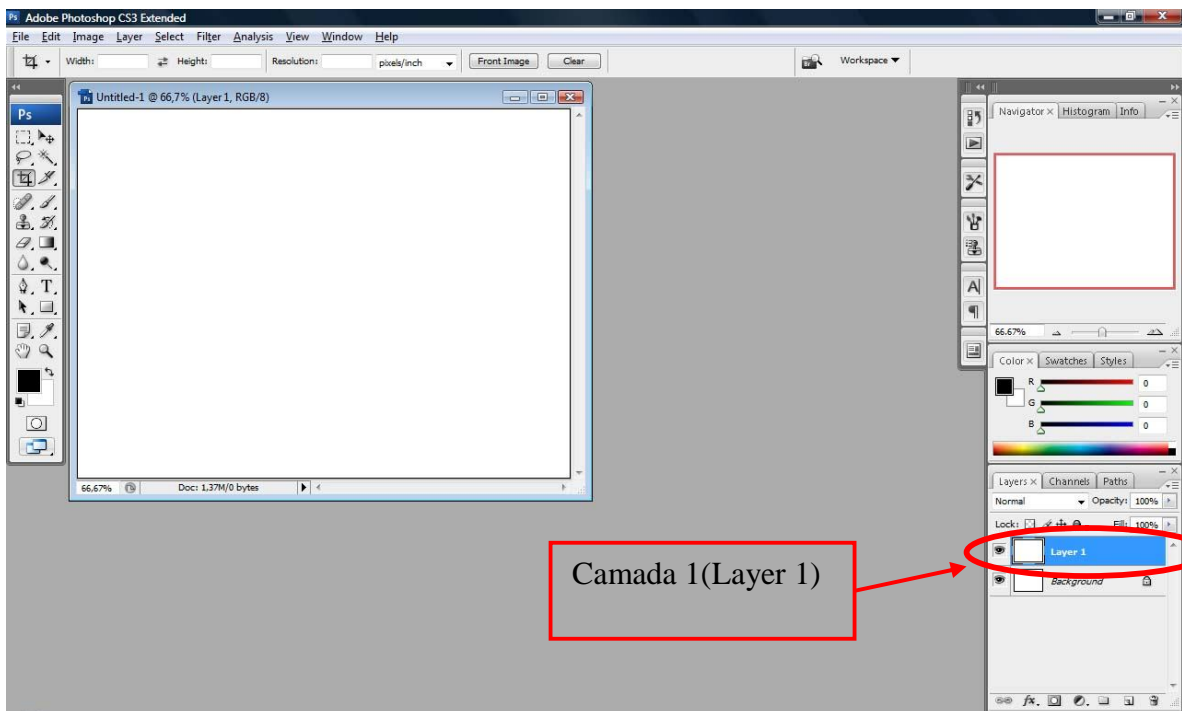 Ps Adobe Photoshop CS3 Extended
File Edit Image Layer Select Filter Analysis View Window Help
Width: Height: Resolution: pixels/inch Front Image Clear Workspace
Ps
Untitled-1 @ 66,7% (Layer 1, RGB/8)
Navigator × Histogram Info
T
A
66.67%
Color × Swatches Styles
R 0
G 0
B 0
66,67% Doc: 1,37M/0 bytes
Layers × Channels Paths
Normal Opacity: 100%
Lock: Fill: 100%
Layer 1
Background
Camada 1(Layer 1)
fx.